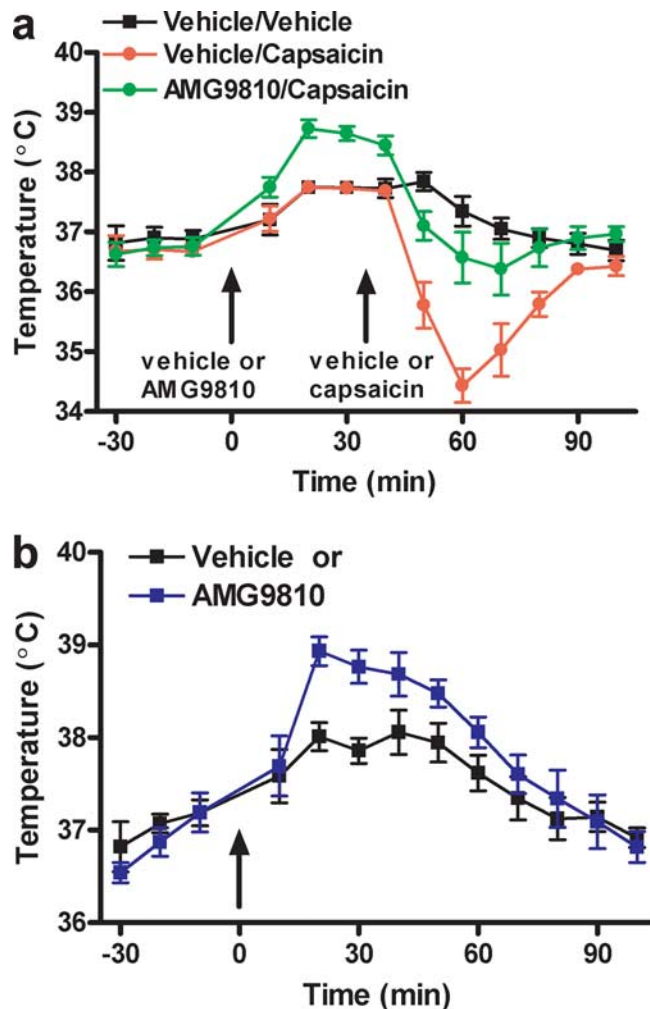 a
Vehicle/Vehicle
Vehicle/Capsaicin
AMG9810/Capsaicin
Temperature (°C)
40
39
38
37
36
35
34
vehicle or
AMG9810
vehicle or
capsaicin
-30 0 30 60 90
Time (min)
b
Vehicle or
AMG9810
Temperature (°C)
40
39
38
37
36
-30 0 30 60 90
Time (min)